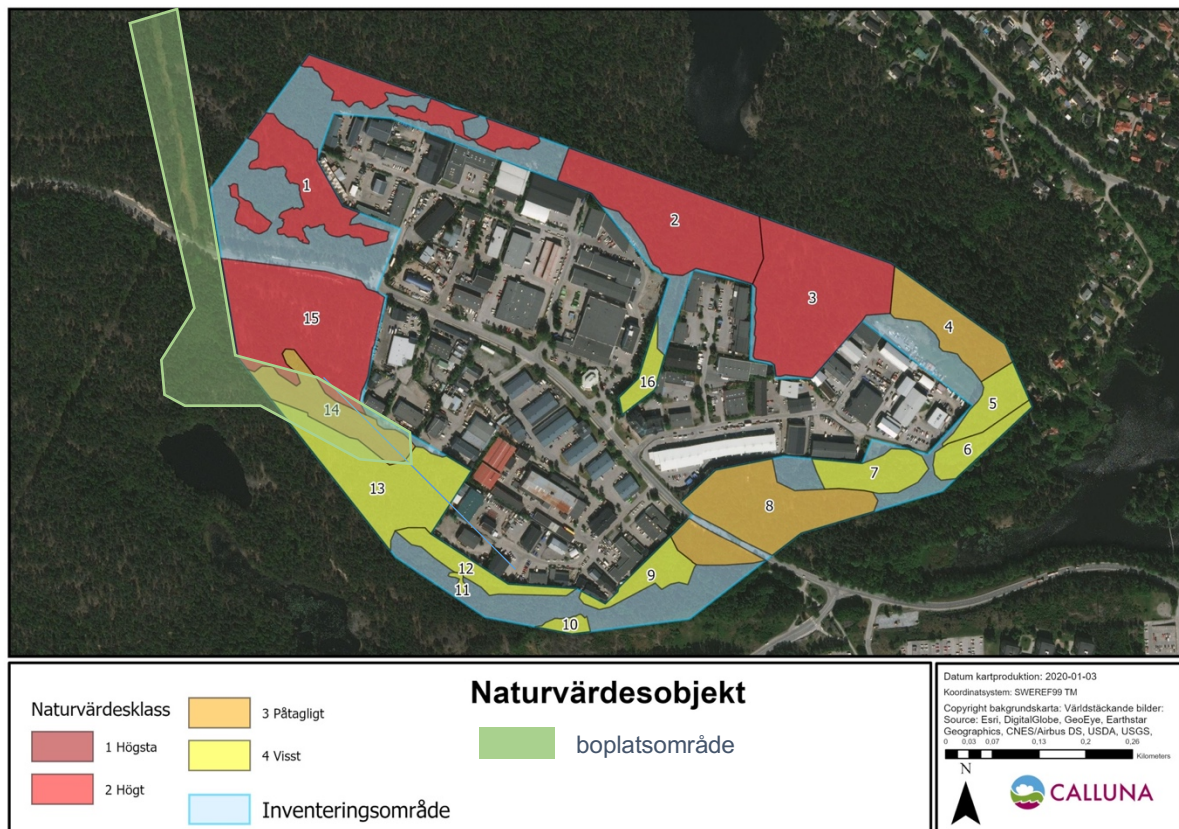 1
2
3
4
15
16
5
14
6
7
13
8
12
9
11
10
Naturvärdesobjekt
Naturvärdesklass
1 Högsta
2 Högt
3 Påtagligt
4 Visst
Inventeringsområde
boplatsområde
Datum kartproduktion: 2020-01-03
Koordinatsystem: SWEREF99 TM
Copyright bakgrundskarta: Världstäckande bilder:
Source: Esri, DigitalGlobe, GeoEye, Earthstar
Geographics, CNES/Airbus DS, USDA, USGS,
0 0,03 0,07 0,13 0,2 0,26
Kilometers
N
CALLUNA